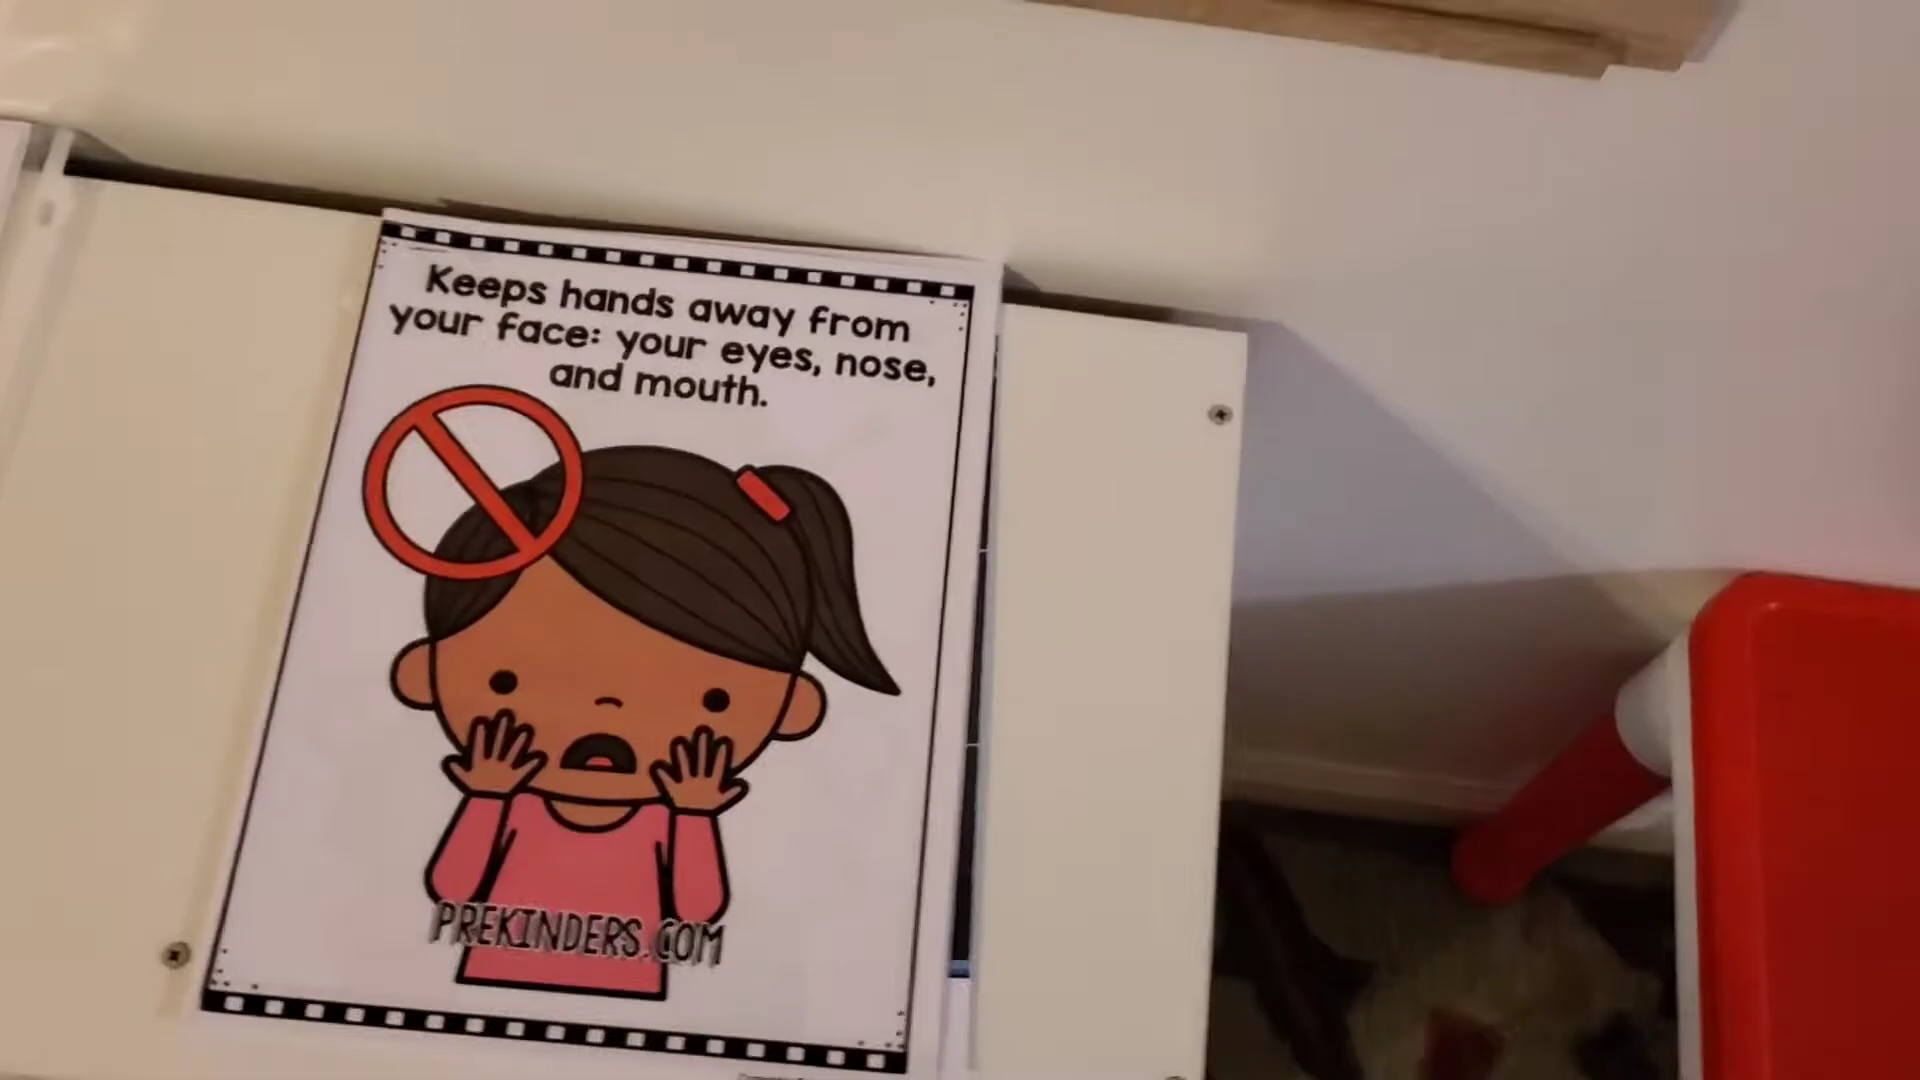 Keeps hands away from
your face: your eyes, nose,
and mouth.
PREKINDERS.COM